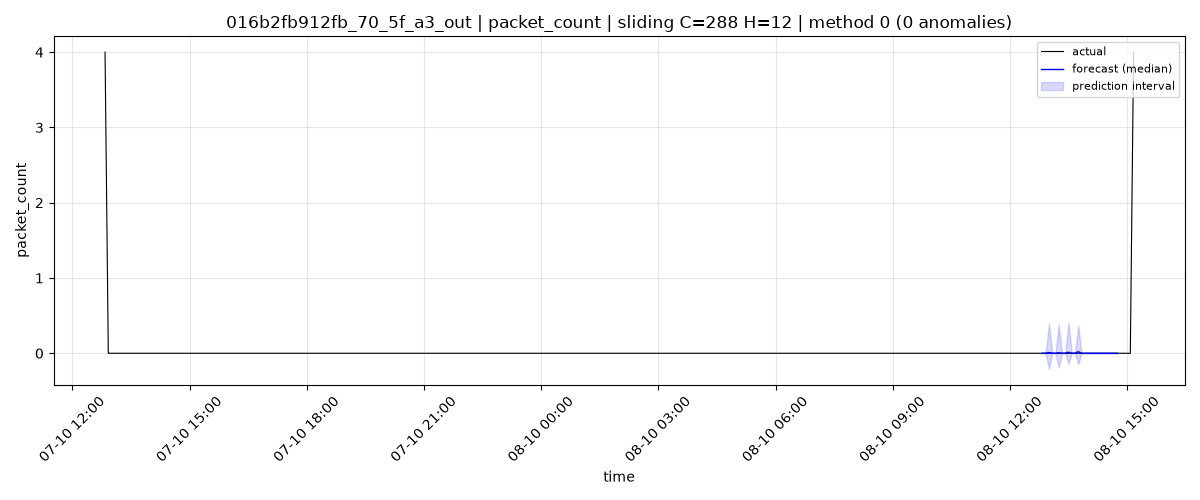 016b2fb912fb_70_5f_a3_out | packet_count | sliding C=288 H=12 | method 0 (0 anomalies)
actual
forecast (median)
prediction interval
packet_count
4
3
2
1
0
07-10 12:00
07-10 15:00
07-10 18:00
07-10 21:00
08-10 00:00
08-10 03:00
08-10 06:00
08-10 09:00
08-10 12:00
08-10 15:00
time